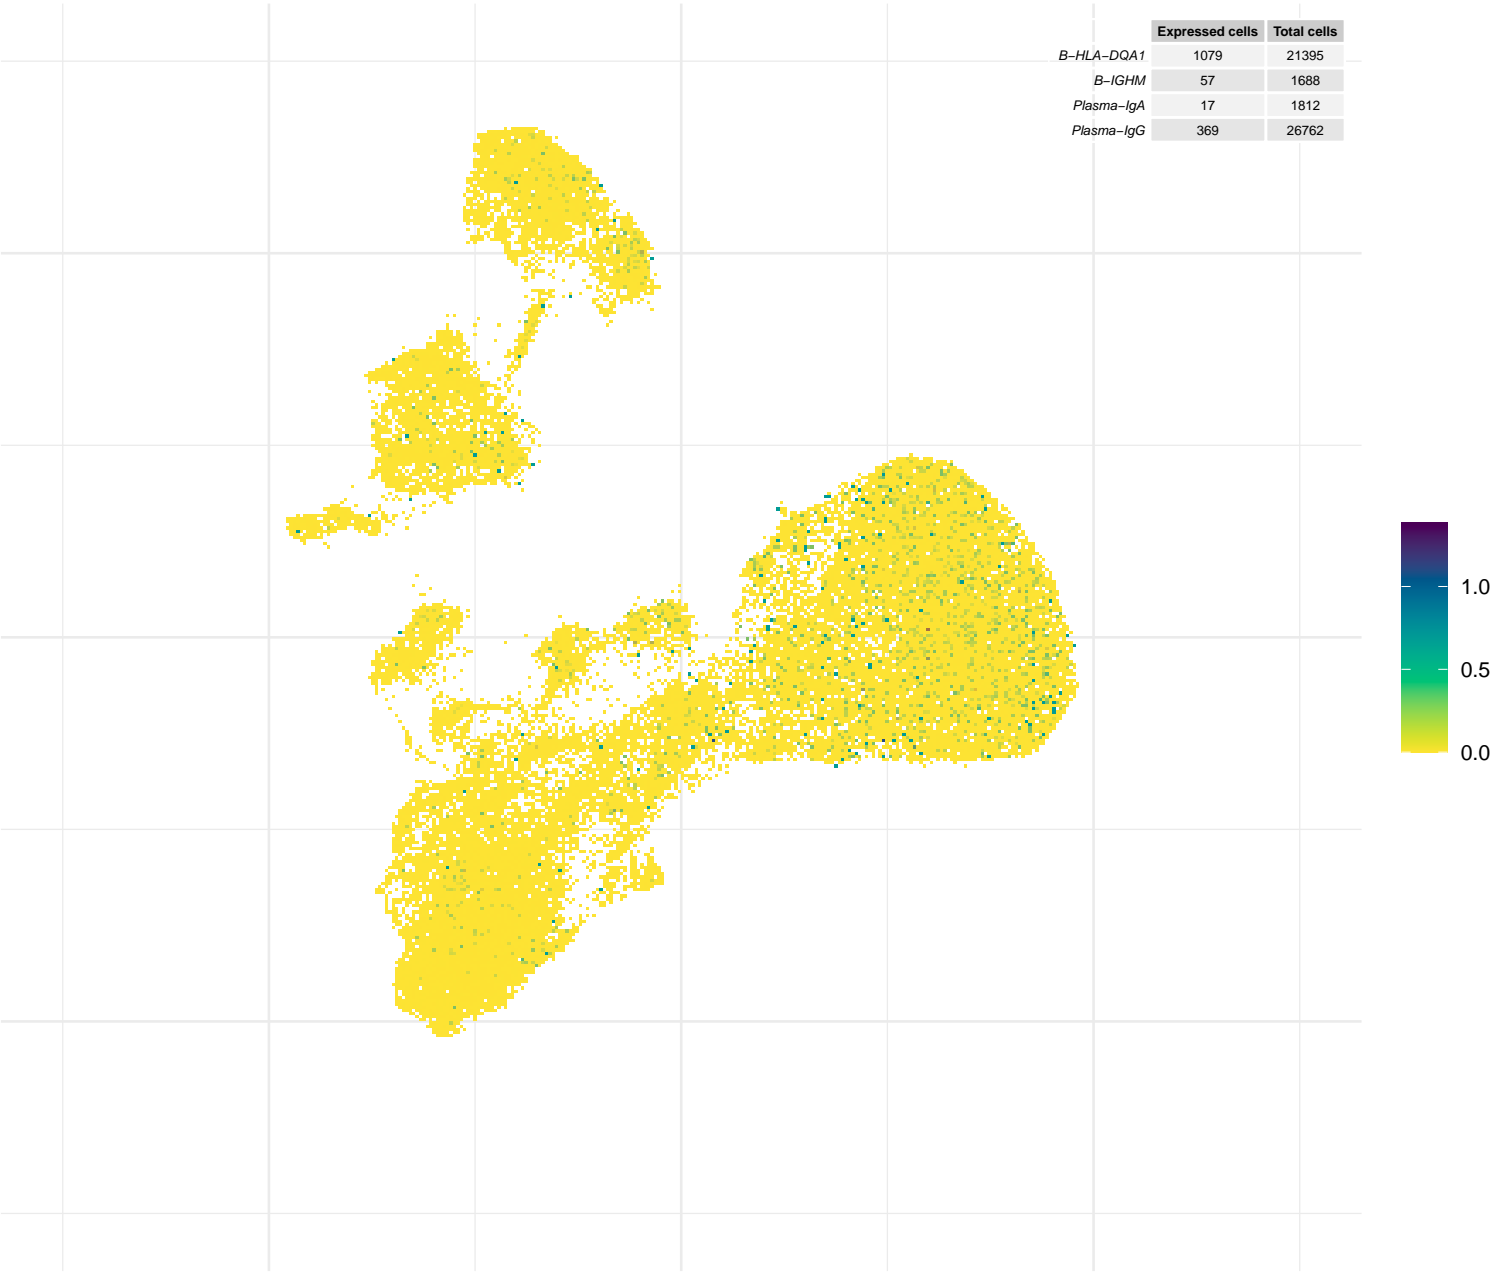 Expressed cells Total cells
B−HLA−DQA1 1079 21395
B−IGHM 57 1688
Plasma−IgA 17 1812
Plasma−IgG 369 26762
1.0
0.5
0.0